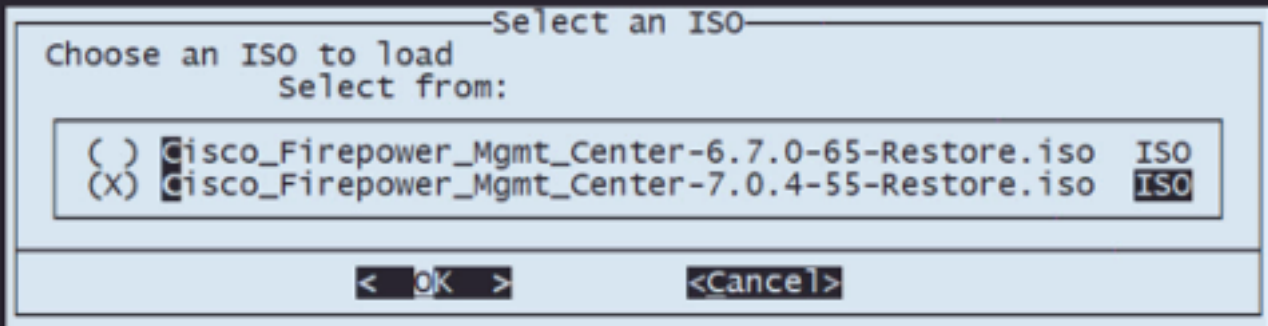 Select an ISO
Choose an ISO to load
Select from:
( ) Cisco_Firepower_Mgmt_Center-6.7.0-65-Restore.iso ISO
(X) Cisco_Firepower_Mgmt_Center-7.0.4-55-Restore.iso ISO
< OK > <Cancel>